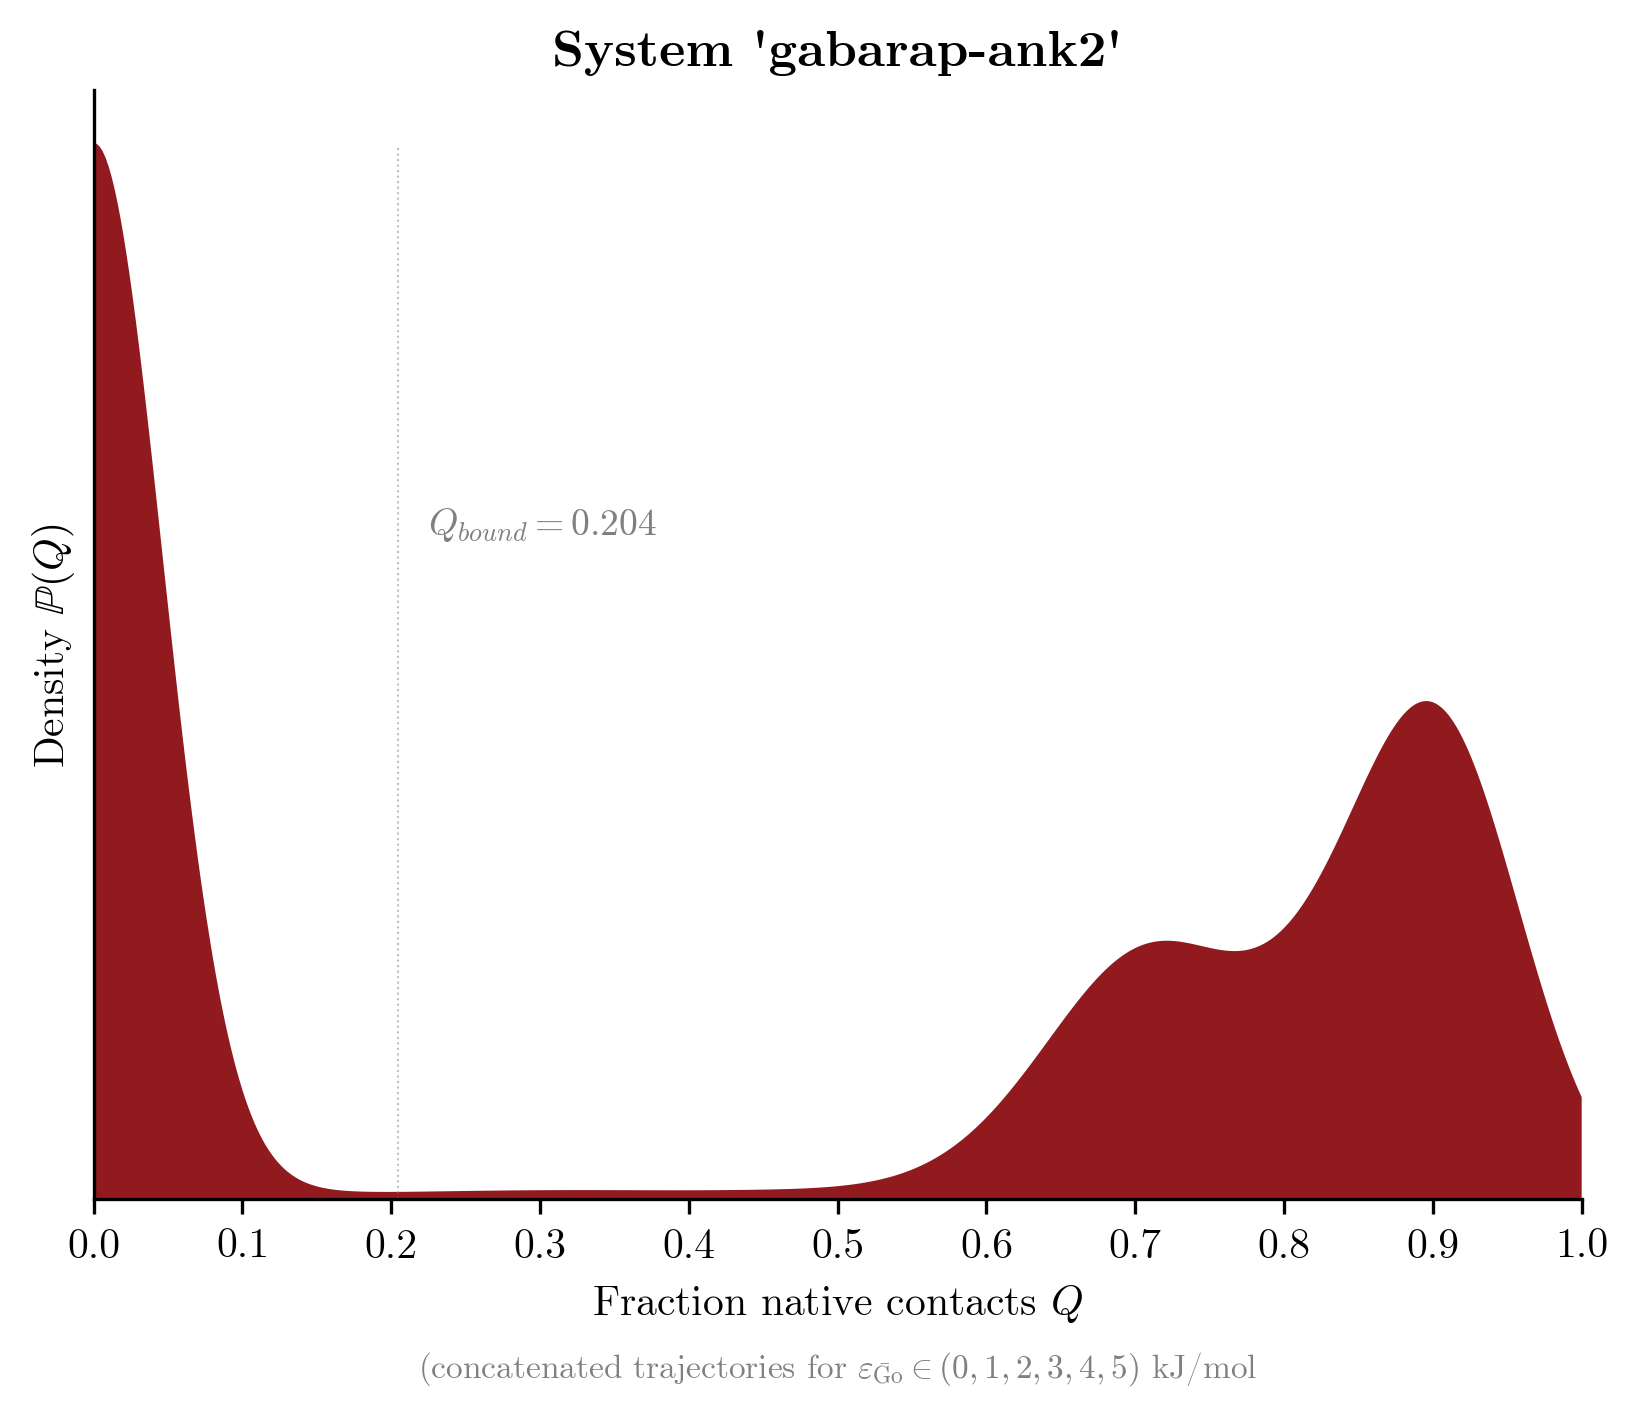 System 'gabarap-ank2'
Density ℙ(Q)
Q_bound = 0.204
0.0 0.1 0.2 0.3 0.4 0.5 0.6 0.7 0.8 0.9 1.0
Fraction native contacts Q
(concatenated trajectories for ε_Ḡo ∈ (0, 1, 2, 3, 4, 5) kJ/mol